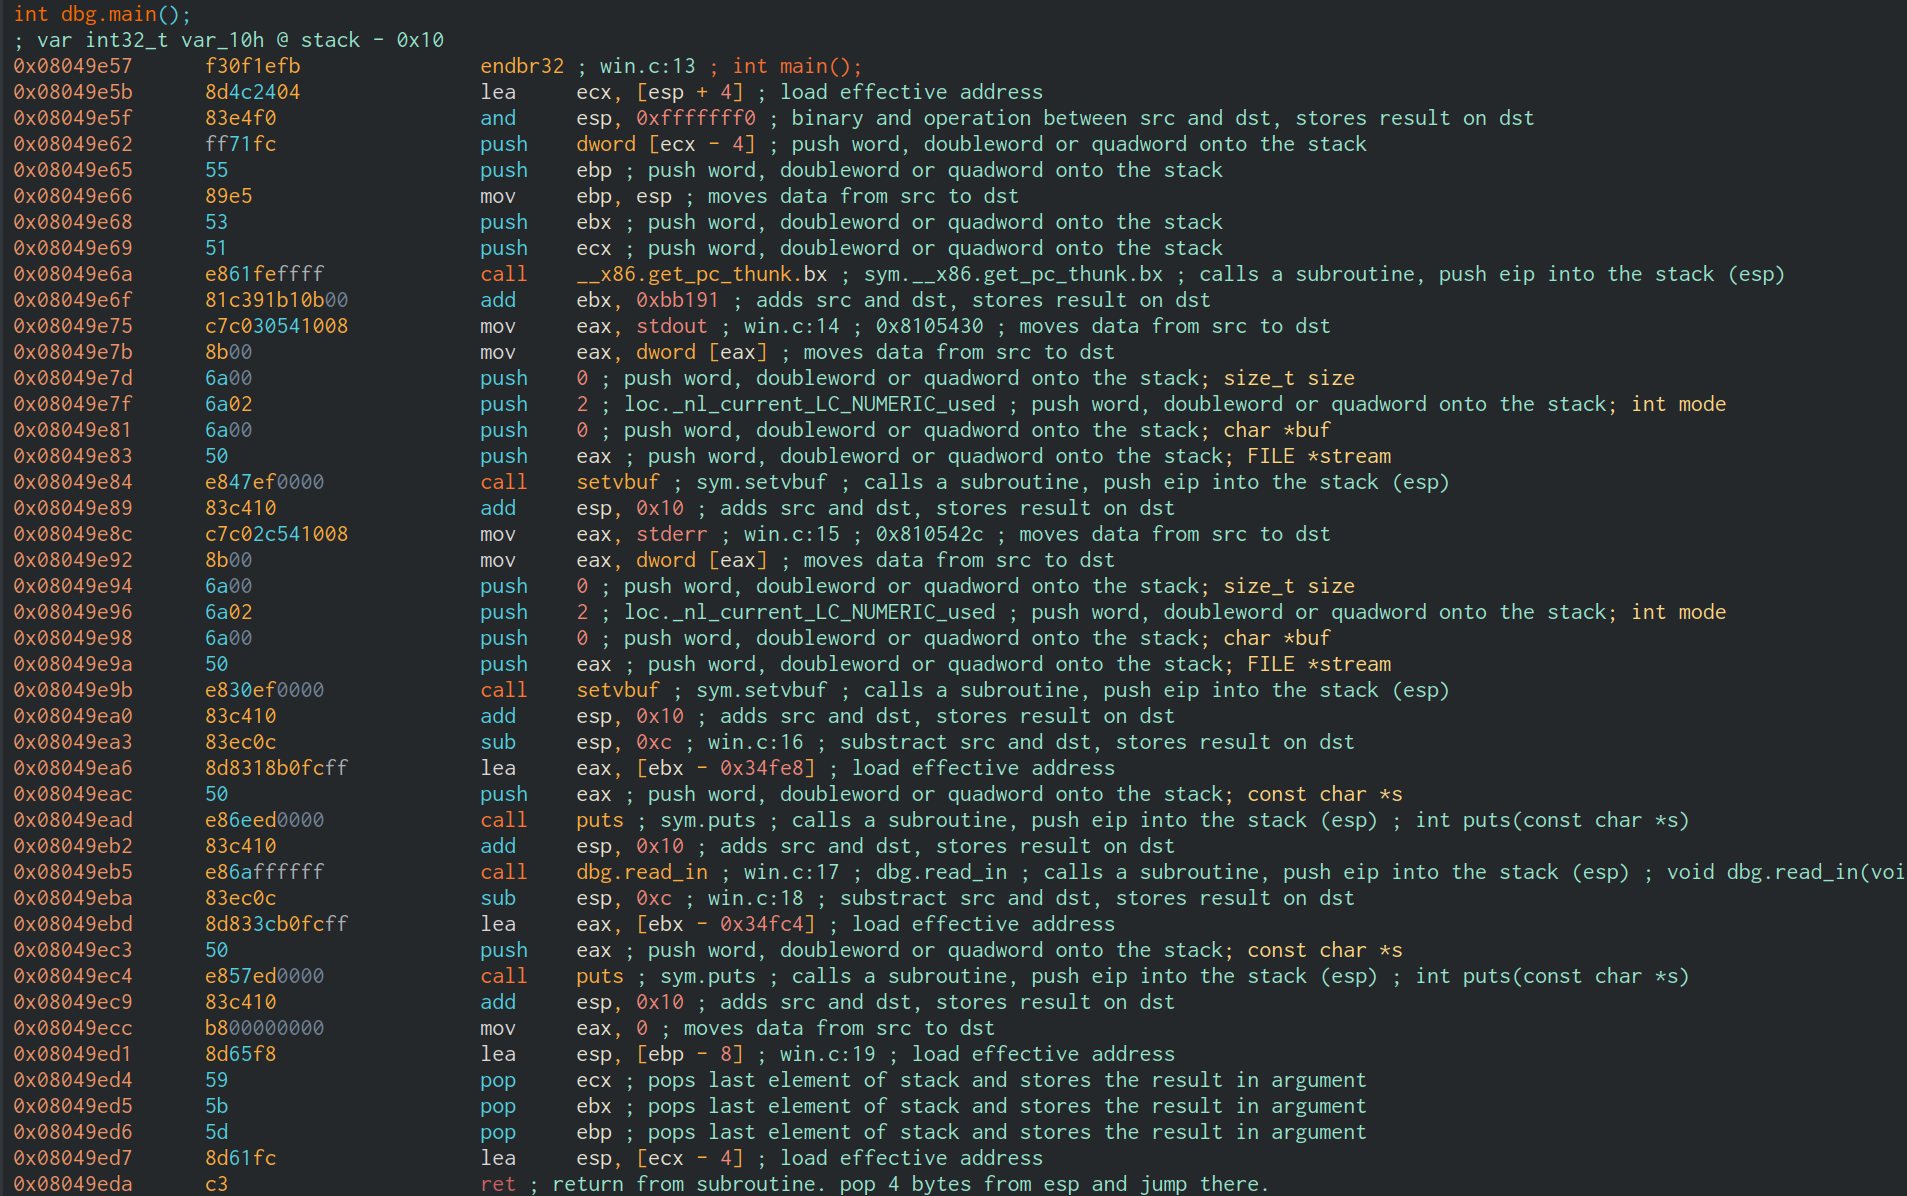 int dbg.main();
; var int32_t var_10h @ stack - 0x10
0x08049e57 f30f1efb endbr32 ; win.c:13 ; int main();
0x08049e5b 8d4c2404 lea ecx, [esp + 4] ; load effective address
0x08049e5f 83e4f0 and esp, 0xfffffff0 ; binary and operation between src and dst, stores result on dst
0x08049e62 ff71fc push dword [ecx - 4] ; push word, doubleword or quadword onto the stack
0x08049e65 55 push ebp ; push word, doubleword or quadword onto the stack
0x08049e66 89e5 mov ebp, esp ; moves data from src to dst
0x08049e68 53 push ebx ; push word, doubleword or quadword onto the stack
0x08049e69 51 push ecx ; push word, doubleword or quadword onto the stack
0x08049e6a e861feffff call __x86.get_pc_thunk.bx ; sym.__x86.get_pc_thunk.bx ; calls a subroutine, push eip into the stack (esp)
0x08049e6f 81c391b10b00 add ebx, 0xbb191 ; adds src and dst, stores result on dst
0x08049e75 c7c030541008 mov eax, stdout ; win.c:14 ; 0x8105430 ; moves data from src to dst
0x08049e7b 8b00 mov eax, dword [eax] ; moves data from src to dst
0x08049e7d 6a00 push 0 ; push word, doubleword or quadword onto the stack; size_t size
0x08049e7f 6a02 push 2 ; loc._nl_current_LC_NUMERIC_used ; push word, doubleword or quadword onto the stack; int mode
0x08049e81 6a00 push 0 ; push word, doubleword or quadword onto the stack; char *buf
0x08049e83 50 push eax ; push word, doubleword or quadword onto the stack; FILE *stream
0x08049e84 e847ef0000 call setvbuf ; sym.setvbuf ; calls a subroutine, push eip into the stack (esp)
0x08049e89 83c410 add esp, 0x10 ; adds src and dst, stores result on dst
0x08049e8c c7c02c541008 mov eax, stderr ; win.c:15 ; 0x810542c ; moves data from src to dst
0x08049e92 8b00 mov eax, dword [eax] ; moves data from src to dst
0x08049e94 6a00 push 0 ; push word, doubleword or quadword onto the stack; size_t size
0x08049e96 6a02 push 2 ; loc._nl_current_LC_NUMERIC_used ; push word, doubleword or quadword onto the stack; int mode
0x08049e98 6a00 push 0 ; push word, doubleword or quadword onto the stack; char *buf
0x08049e9a 50 push eax ; push word, doubleword or quadword onto the stack; FILE *stream
0x08049e9b e830ef0000 call setvbuf ; sym.setvbuf ; calls a subroutine, push eip into the stack (esp)
0x08049ea0 83c410 add esp, 0x10 ; adds src and dst, stores result on dst
0x08049ea3 83ec0c sub esp, 0xc ; win.c:16 ; substract src and dst, stores result on dst
0x08049ea6 8d8318b0fcff lea eax, [ebx - 0x34fe8] ; load effective address
0x08049eac 50 push eax ; push word, doubleword or quadword onto the stack; const char *s
0x08049ead e86eed0000 call puts ; sym.puts ; calls a subroutine, push eip into the stack (esp) ; int puts(const char *s)
0x08049eb2 83c410 add esp, 0x10 ; adds src and dst, stores result on dst
0x08049eb5 e86affffff call dbg.read_in ; win.c:17 ; dbg.read_in ; calls a subroutine, push eip into the stack (esp) ; void dbg.read_in(voi
0x08049eba 83ec0c sub esp, 0xc ; win.c:18 ; substract src and dst, stores result on dst
0x08049ebd 8d833cb0fcff lea eax, [ebx - 0x34fc4] ; load effective address
0x08049ec3 50 push eax ; push word, doubleword or quadword onto the stack; const char *s
0x08049ec4 e857ed0000 call puts ; sym.puts ; calls a subroutine, push eip into the stack (esp) ; int puts(const char *s)
0x08049ec9 83c410 add esp, 0x10 ; adds src and dst, stores result on dst
0x08049ecc b800000000 mov eax, 0 ; moves data from src to dst
0x08049ed1 8d65f8 lea esp, [ebp - 8] ; win.c:19 ; load effective address
0x08049ed4 59 pop ecx ; pops last element of stack and stores the result in argument
0x08049ed5 5b pop ebx ; pops last element of stack and stores the result in argument
0x08049ed6 5d pop ebp ; pops last element of stack and stores the result in argument
0x08049ed7 8d61fc lea esp, [ecx - 4] ; load effective address
0x08049eda c3 ret ; return from subroutine. pop 4 bytes from esp and jump there.